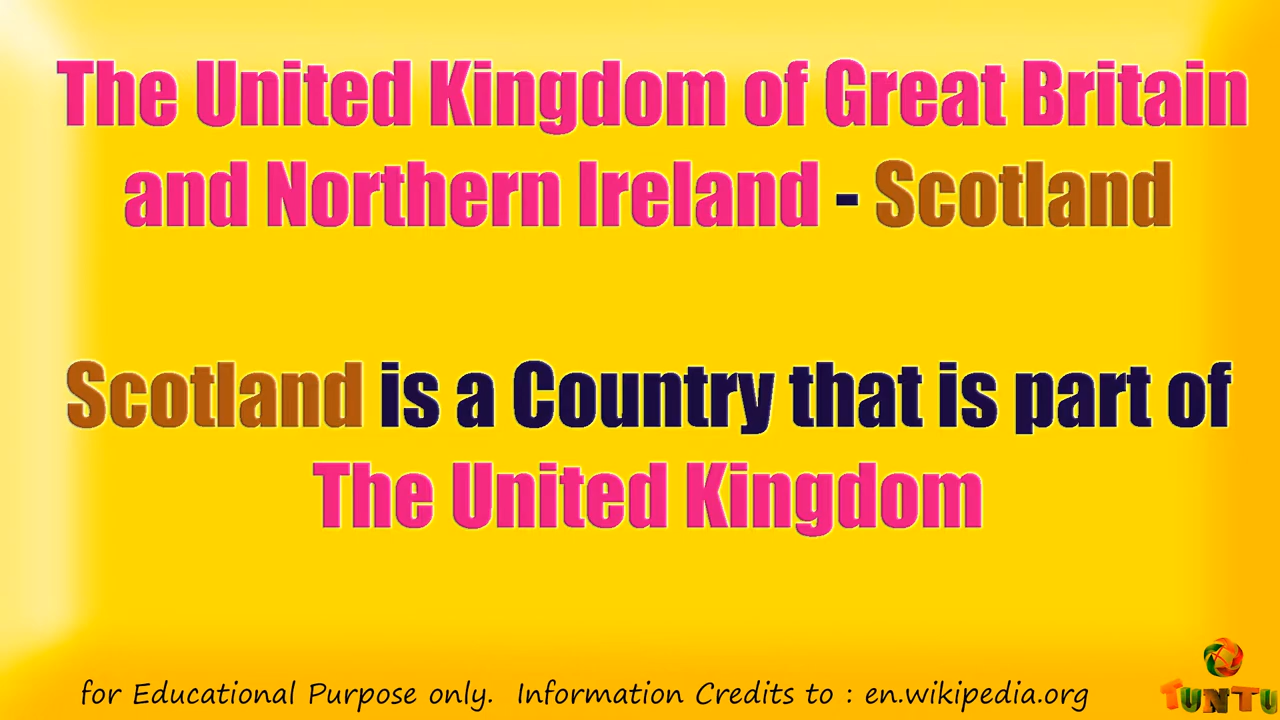 The United Kingdom of Great Britain
and Northern Ireland - Scotland
Scotland is a Country that is part of
The United Kingdom
for Educational Purpose only.  Information Credits to : en.wikipedia.org
TUNTU